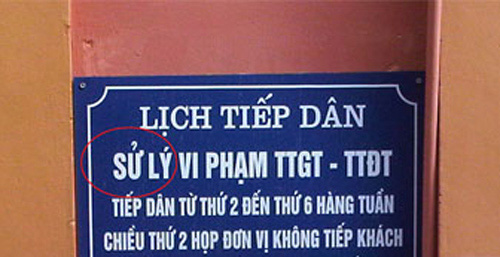 LỊCH TIẾP DÂN
SỬ LÝ VI PHẠM TTGT - TTĐT
TIẾP DÂN TỪ THỨ 2 ĐẾN THỨ 6 HÀNG TUẦN
CHIỀU THỨ 2 HỌP ĐƠN VỊ KHÔNG TIẾP KHÁCH